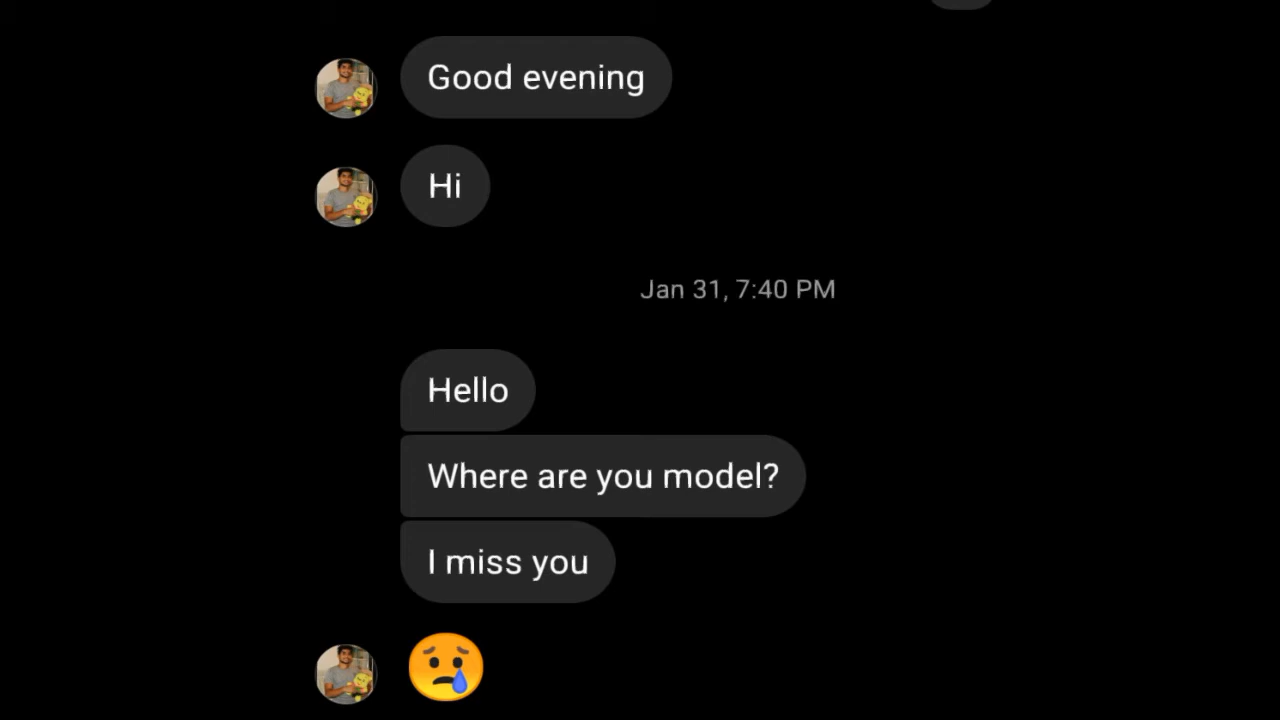 Good evening
Hi
Jan 31, 7:40 PM
Hello
Where are you model?
I miss you
😢